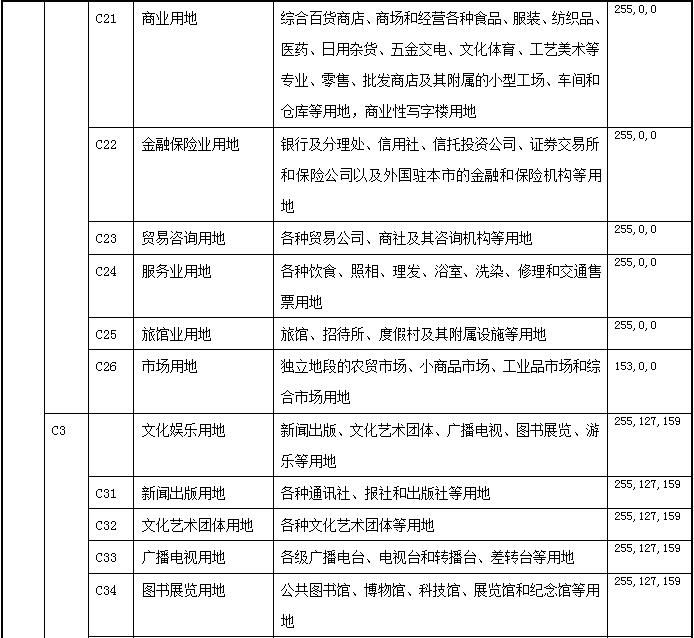 C21 商业用地 综合百货商店、商场和经营各种食品、服装、纺织品、 255,0,0
医药、日用杂货、五金交电、文化体育、工艺美术等
专业、零售、批发商店及其附属的小型工场、车间和
仓库等用地，商业性写字楼用地
C22 金融保险业用地 银行及分理处、信用社、信托投资公司、证券交易所 255,0,0
和保险公司以及外国驻本市的金融和保险机构等用
地
C23 贸易咨询用地 各种贸易公司、商社及其咨询机构等用地 255,0,0
C24 服务业用地 各种饮食、照相、理发、浴室、洗染、修理和交通售 255,0,0
票用地
C25 旅馆业用地 旅馆、招待所、度假村及其附属设施等用地 255,0,0
C26 市场用地 独立地段的农贸市场、小商品市场、工业品市场和综 153,0,0
合市场用地
C3 文化娱乐用地 新闻出版、文化艺术团体、广播电视、图书展览、游 255,127,159
乐等用地
C31 新闻出版用地 各种通讯社、报社和出版社等用地 255,127,159
C32 文化艺术团体用地 各种文化艺术团体等用地 255,127,159
C33 广播电视用地 各级广播电台、电视台和转播台、差转台等用地 255,127,159
C34 图书展览用地 公共图书馆、博物馆、科技馆、展览馆和纪念馆等用 255,127,159
地